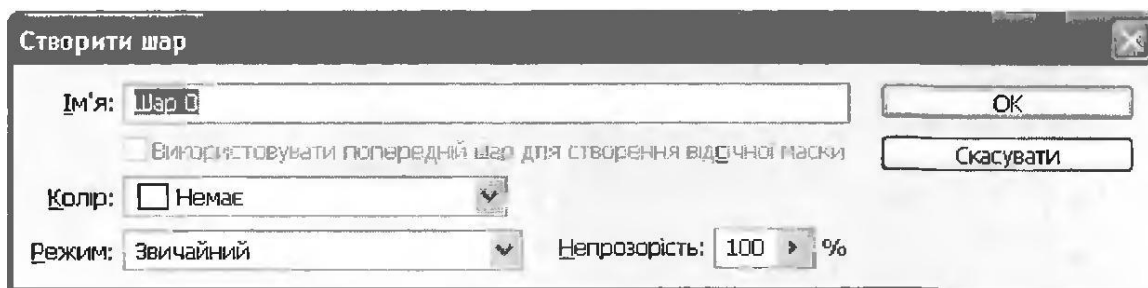 Створити шар
Ім'я: Шар 0
OK
Використовувати попередній шар для створення відсічної маски
Скасувати
Колір: Немає
Режим: Звичайний
Непрозорість: 100 %